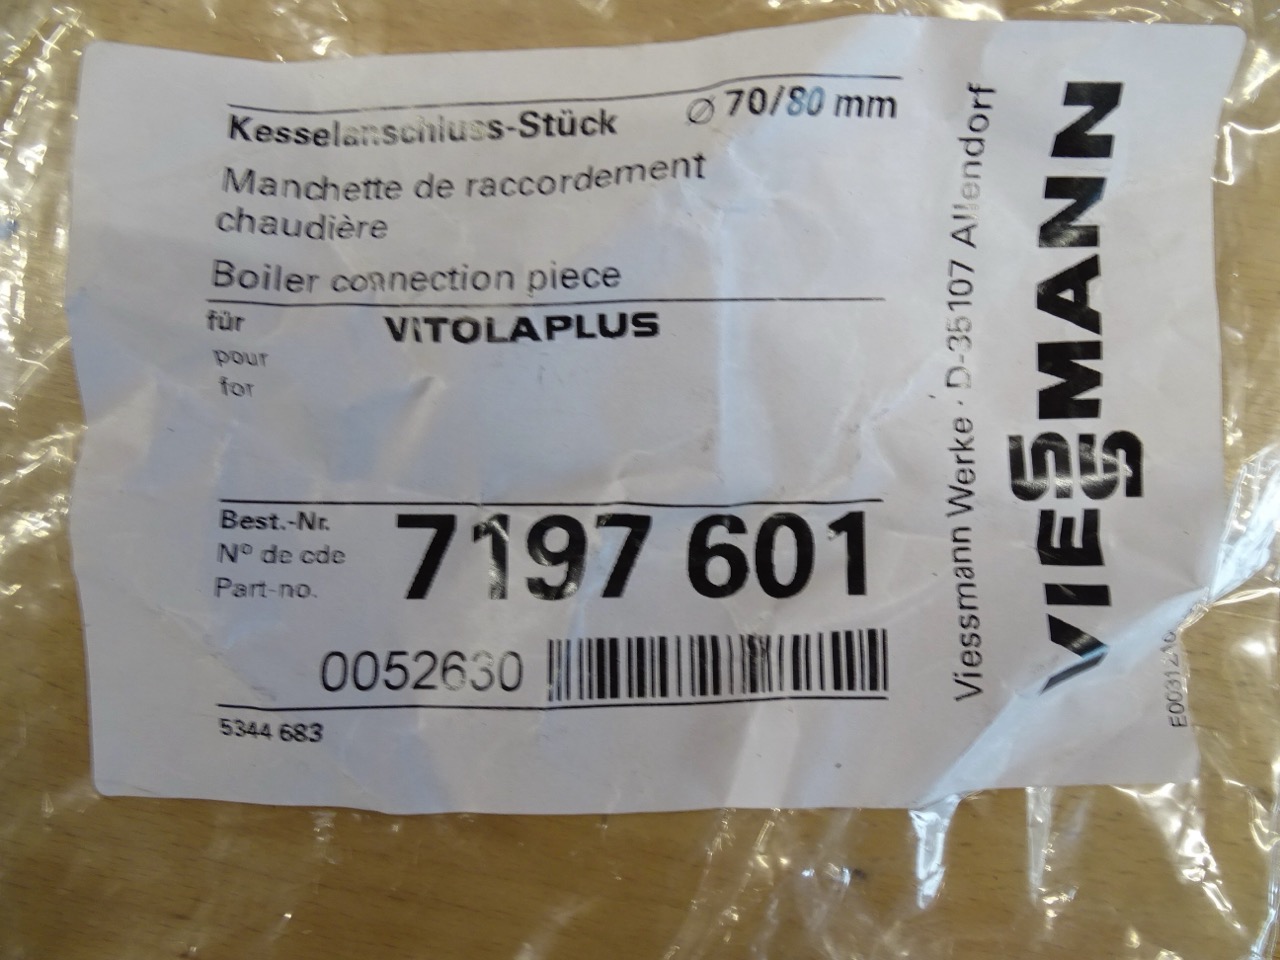 Kesselanschluss-Stück ⌀ 70/80 mm
Manchette de raccordement
chaudière
Boiler connection piece
für VITOLAPLUS
pour
for
Best.-Nr.
N° de cde
Part-no.
7197 601
0052630
5344 683
Viessmann Werke · D-35107 Allendorf
VIESSMANN